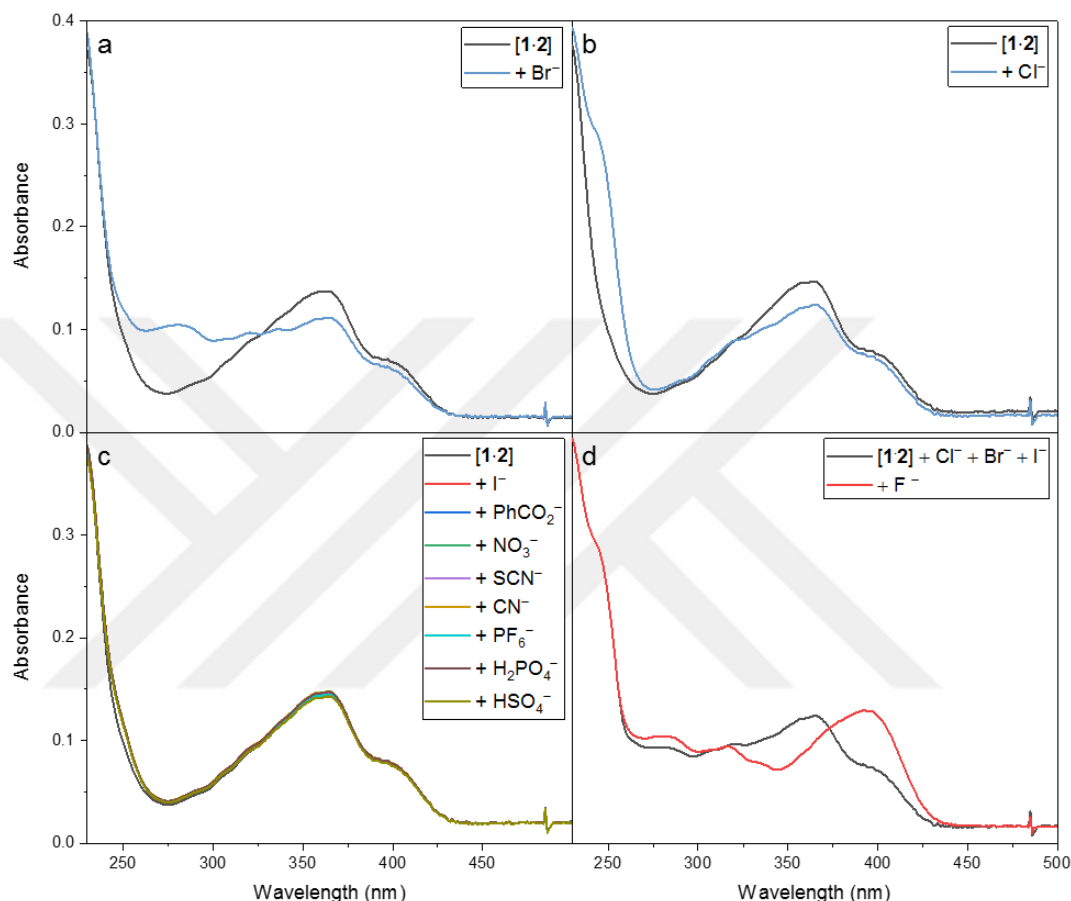 a
[1·2]
+ Br⁻
b
[1·2]
+ Cl⁻
0.4
0.3
0.2
0.1
0.0
Absorbance
c
[1·2]
+ I⁻
+ PhCO₂⁻
+ NO₃⁻
+ SCN⁻
+ CN⁻
+ PF₆⁻
+ H₂PO₄⁻
+ HSO₄⁻
d
[1·2] + Cl⁻ + Br⁻ + I⁻
+ F⁻
0.3
0.2
0.1
0.0
Absorbance
250 300 350 400 450
250 300 350 400 450 500
Wavelength (nm)
Wavelength (nm)